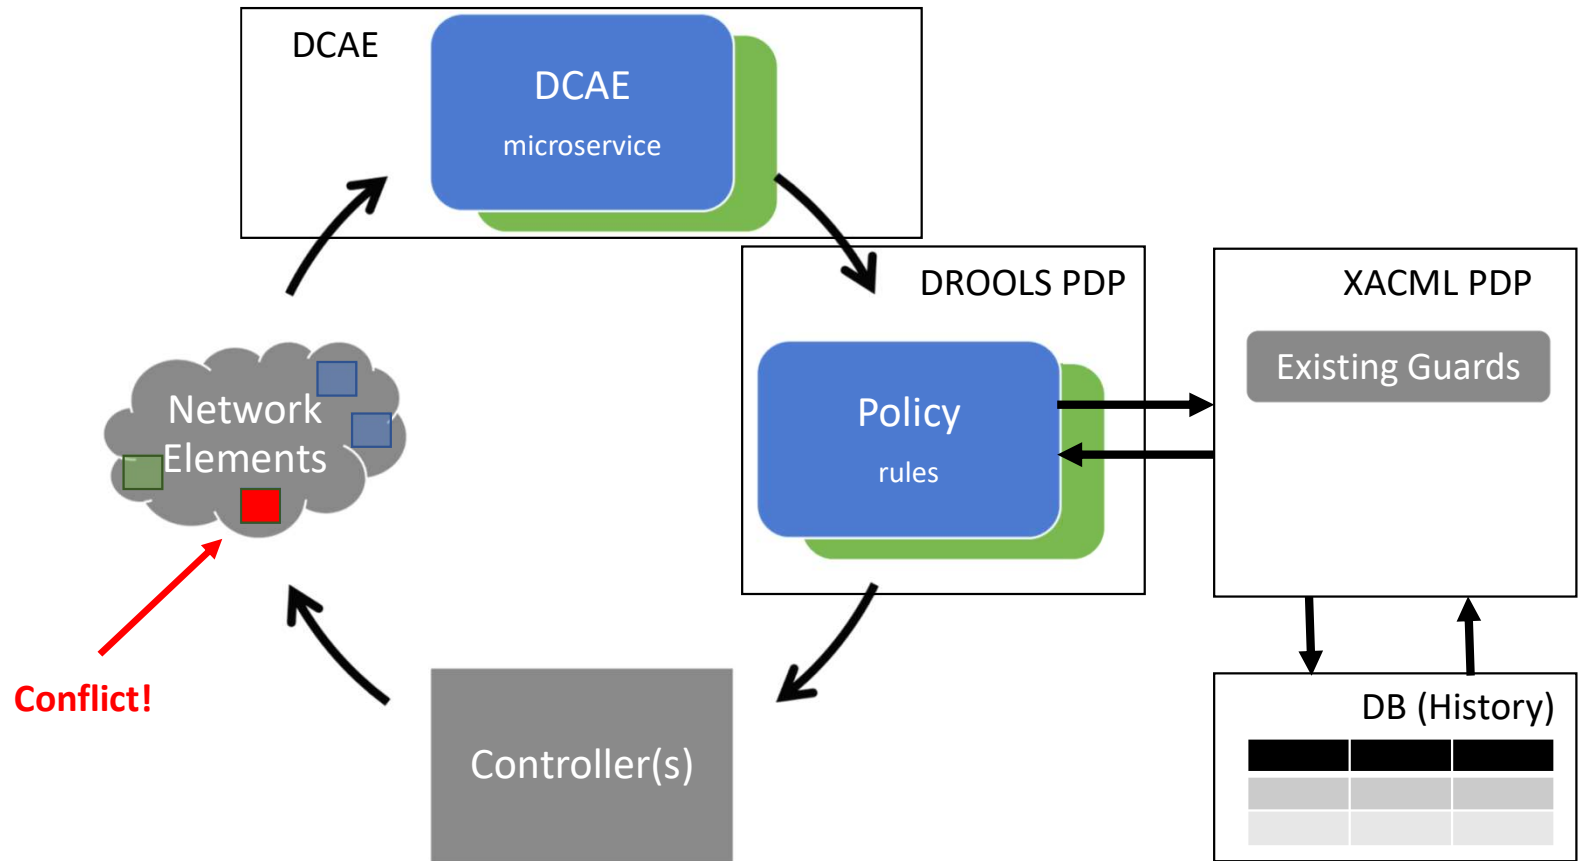 DCAE
DCAE
microservice
DROOLS PDP
XACML PDP
Existing Guards
Network
Elements
Policy
rules
Conflict!
Controller(s)
DB (History)